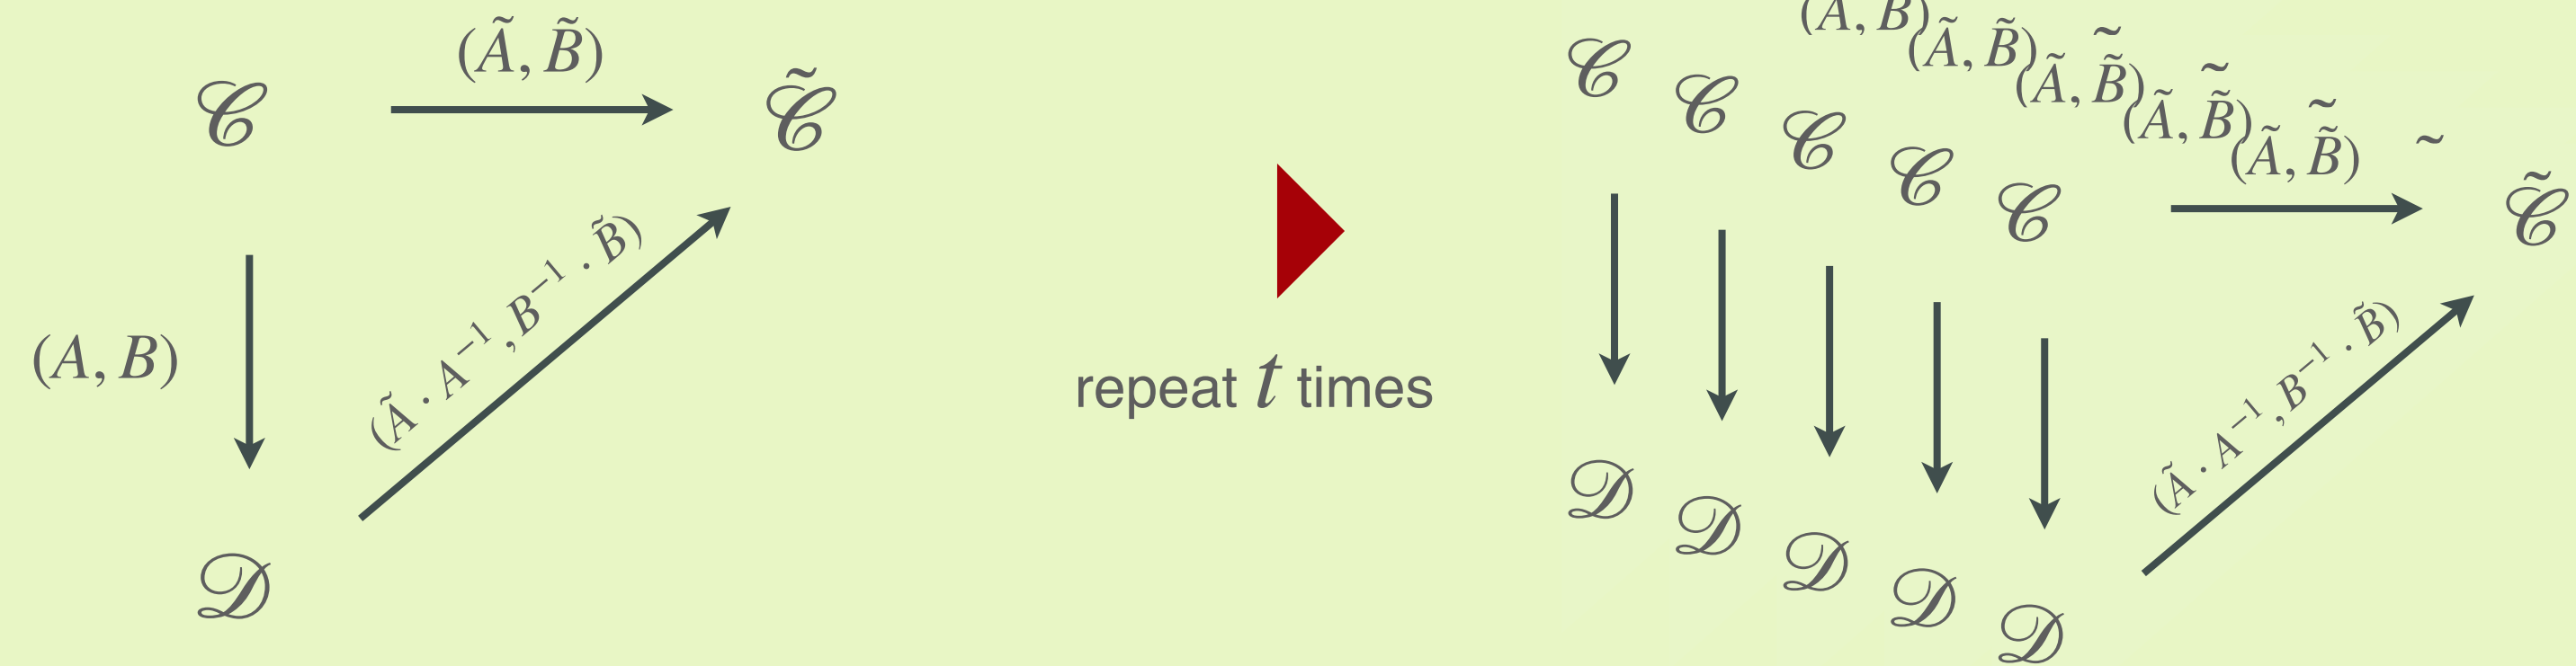 (Ã, B̃)
𝒞
𝒞̃
(A, B)
(Ã · A⁻¹, B⁻¹ · B̃)
𝒟
repeat t times
(Ã, B̃)
(Ã, B̃)
(Ã, B̃)
(Ã, B̃)
(Ã, B̃)
𝒞
𝒞
𝒞
𝒞
𝒞
𝒞̃
(Ã · A⁻¹, B⁻¹ · B̃)
𝒟
𝒟
𝒟
𝒟
𝒟